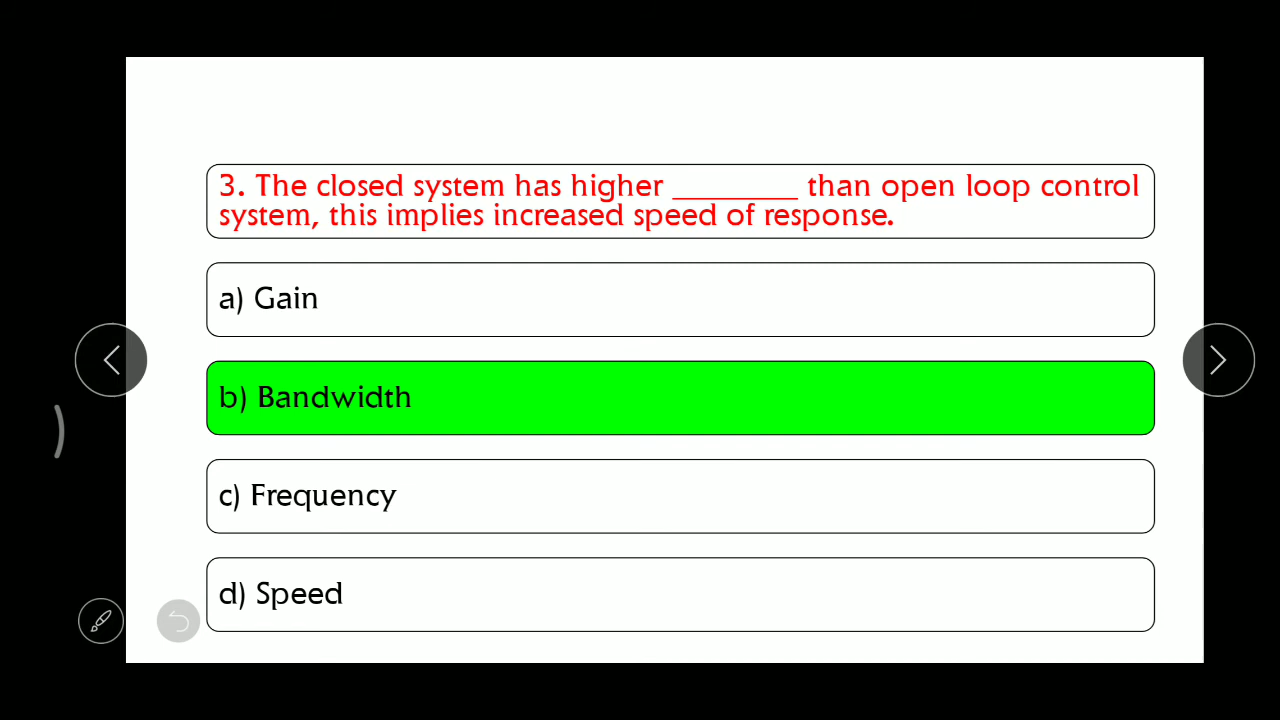 3. The closed system has higher ________ than open loop control
system, this implies increased speed of response.
a) Gain
b) Bandwidth
c) Frequency
d) Speed